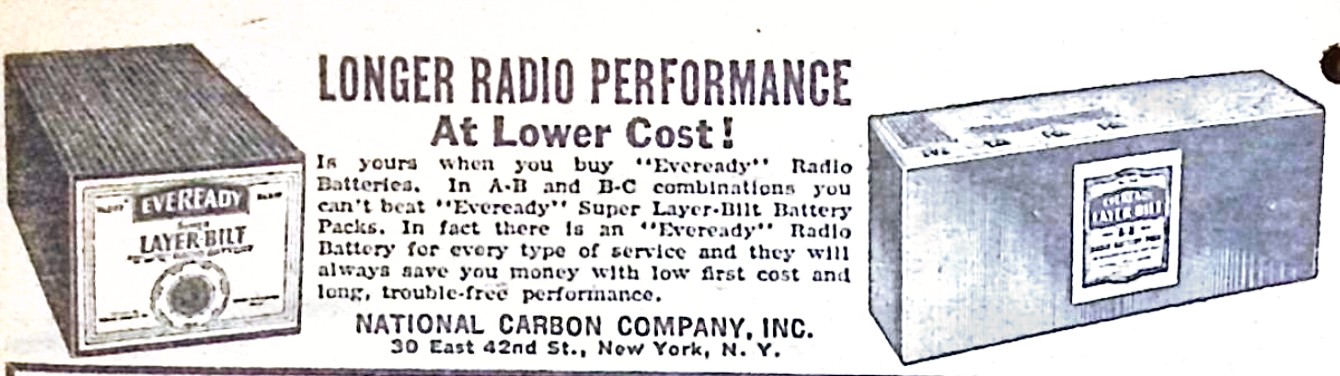 LONGER RADIO PERFORMANCE
At Lower Cost!
Is yours when you buy "Eveready" Radio
Batteries. In A-B and B-C combinations you
can't beat "Eveready" Super Layer-Bilt Battery
Packs. In fact there is an "Eveready" Radio
Battery for every type of service and they will
always save you money with low first cost and
long, trouble-free performance.
NATIONAL CARBON COMPANY, INC.
30 East 42nd St., New York, N. Y.
EVEREADY
LAYER-BILT
EVEREADY
LAYER-BILT